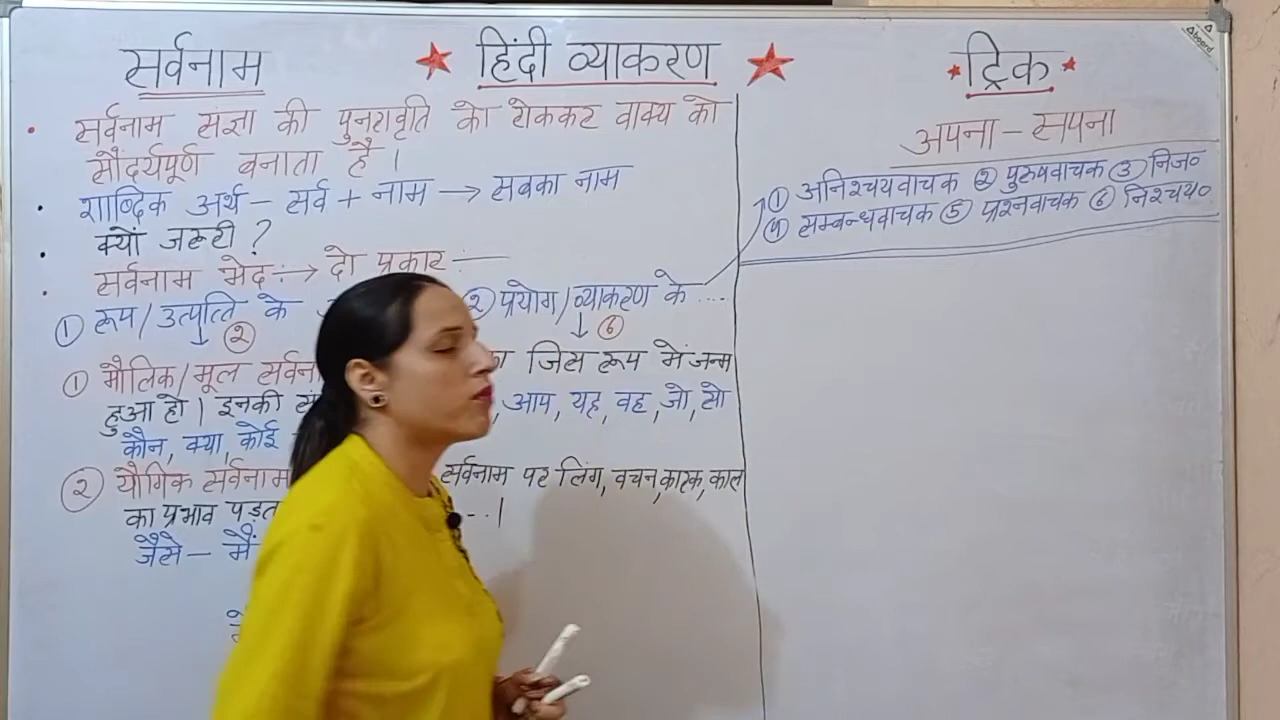 सर्वनाम
हिंदी व्याकरण
ट्रिक
सर्वनाम संज्ञा की पुनरावृति को रोककर वाक्य को
सौंदर्यपूर्ण बनाता है ।
शाब्दिक अर्थ – सर्व + नाम → सबका नाम
क्यों जरूरी ?
सर्वनाम भेद :→ दो प्रकार :—
① रूप/उत्पत्ति के
② प्रयोग/व्याकरण के ....
↓ ②
↓ ⑥
① मौलिक/मूल सर्वना जिस रूप में जन्म
हुआ हो । इनकी , आप, यह, वह, जो, सो
कौन, क्या, कोई
② यौगिक सर्वनाम सर्वनाम पर लिंग, वचन, कारक, काल
का प्रभाव पड़त ..।
जैसे – मैं
अपना – सपना
① अनिश्चयवाचक ② पुरुषवाचक ③ निज०
④ सम्बन्धवाचक ⑤ प्रश्नवाचक ⑥ निश्चय०
Aboard